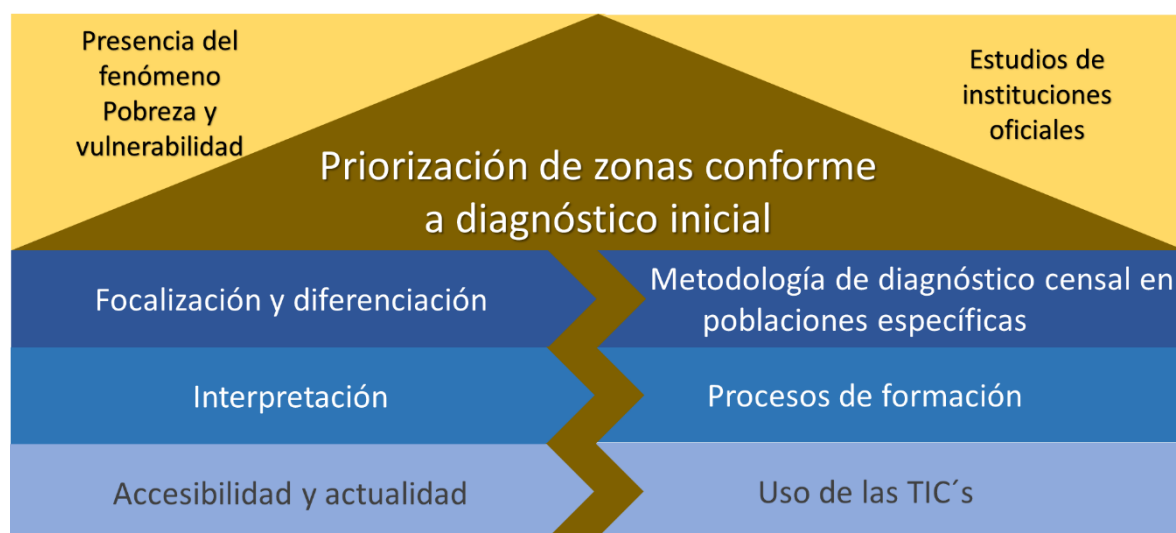 Presencia del
fenómeno
Pobreza y
vulnerabilidad
Estudios de
instituciones
oficiales
Priorización de zonas conforme
a diagnóstico inicial
Focalización y diferenciación
Metodología de diagnóstico censal en
poblaciones específicas
Interpretación
Procesos de formación
Accesibilidad y actualidad
Uso de las TIC´s